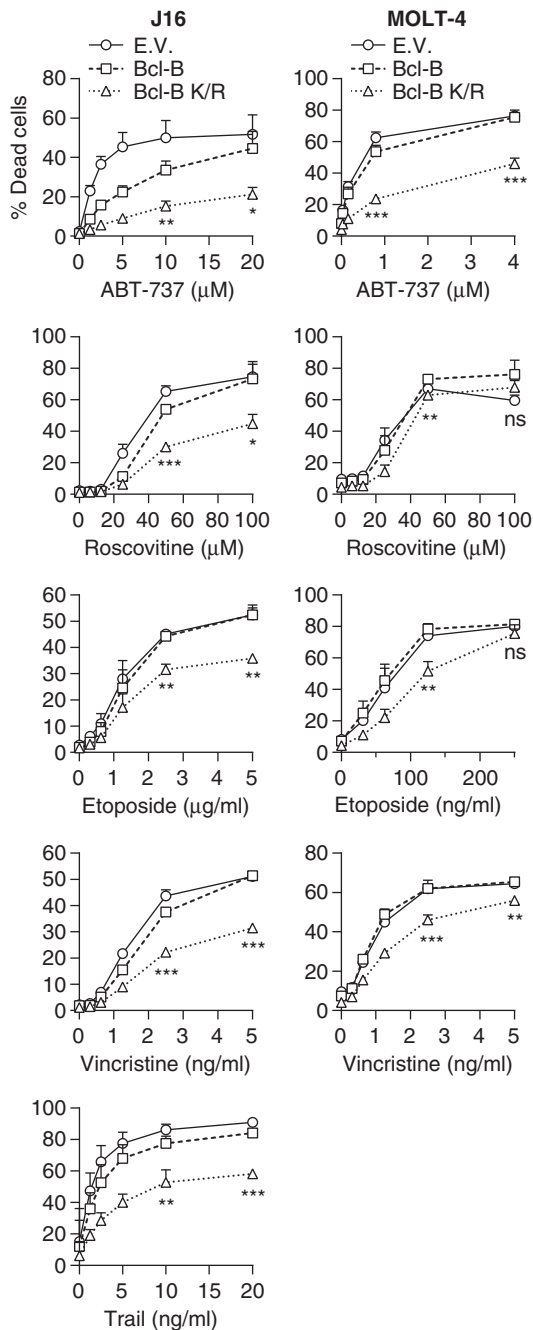 J16
E.V.
Bcl-B
Bcl-B K/R
MOLT-4
E.V.
Bcl-B
Bcl-B K/R
% Dead cells
80
60
40
20
0
** *
0 5 10 15 20
ABT-737 (μM)
100
80
60
40
20
0
*** ***
0 1 2 3 4
ABT-737 (μM)
100
80
60
40
20
0
*** *
0 20 40 60 80 100
Roscovitine (μM)
100
80
60
40
20
0
** ns
0 20 40 60 80 100
Roscovitine (μM)
60
50
40
30
20
10
0
** **
0 1 2 3 4 5
Etoposide (μg/ml)
100
80
60
40
20
0
** ns
0 100 200
Etoposide (ng/ml)
60
50
40
30
20
10
0
*** ***
0 1 2 3 4 5
Vincristine (ng/ml)
80
60
40
20
0
*** **
0 1 2 3 4 5
Vincristine (ng/ml)
100
80
60
40
20
0
** ***
0 5 10 15 20
Trail (ng/ml)